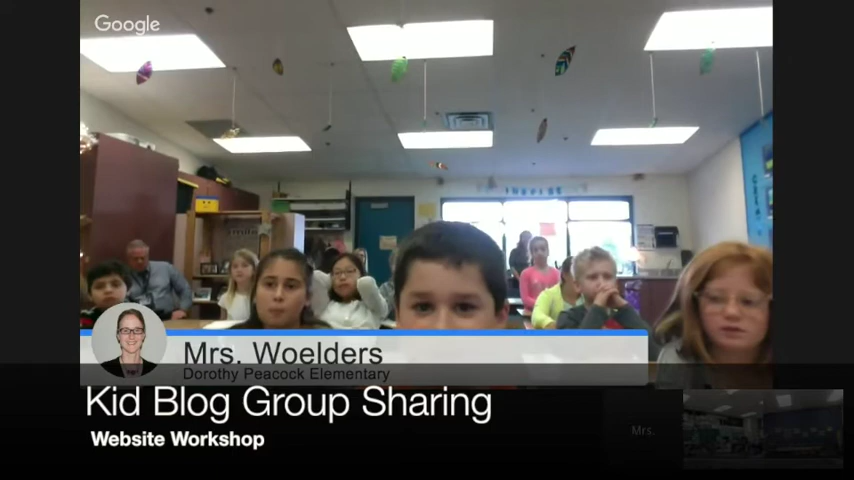 Google
Mrs. Woelders
Dorothy Peacock Elementary
Kid Blog Group Sharing
Website Workshop
Mrs.